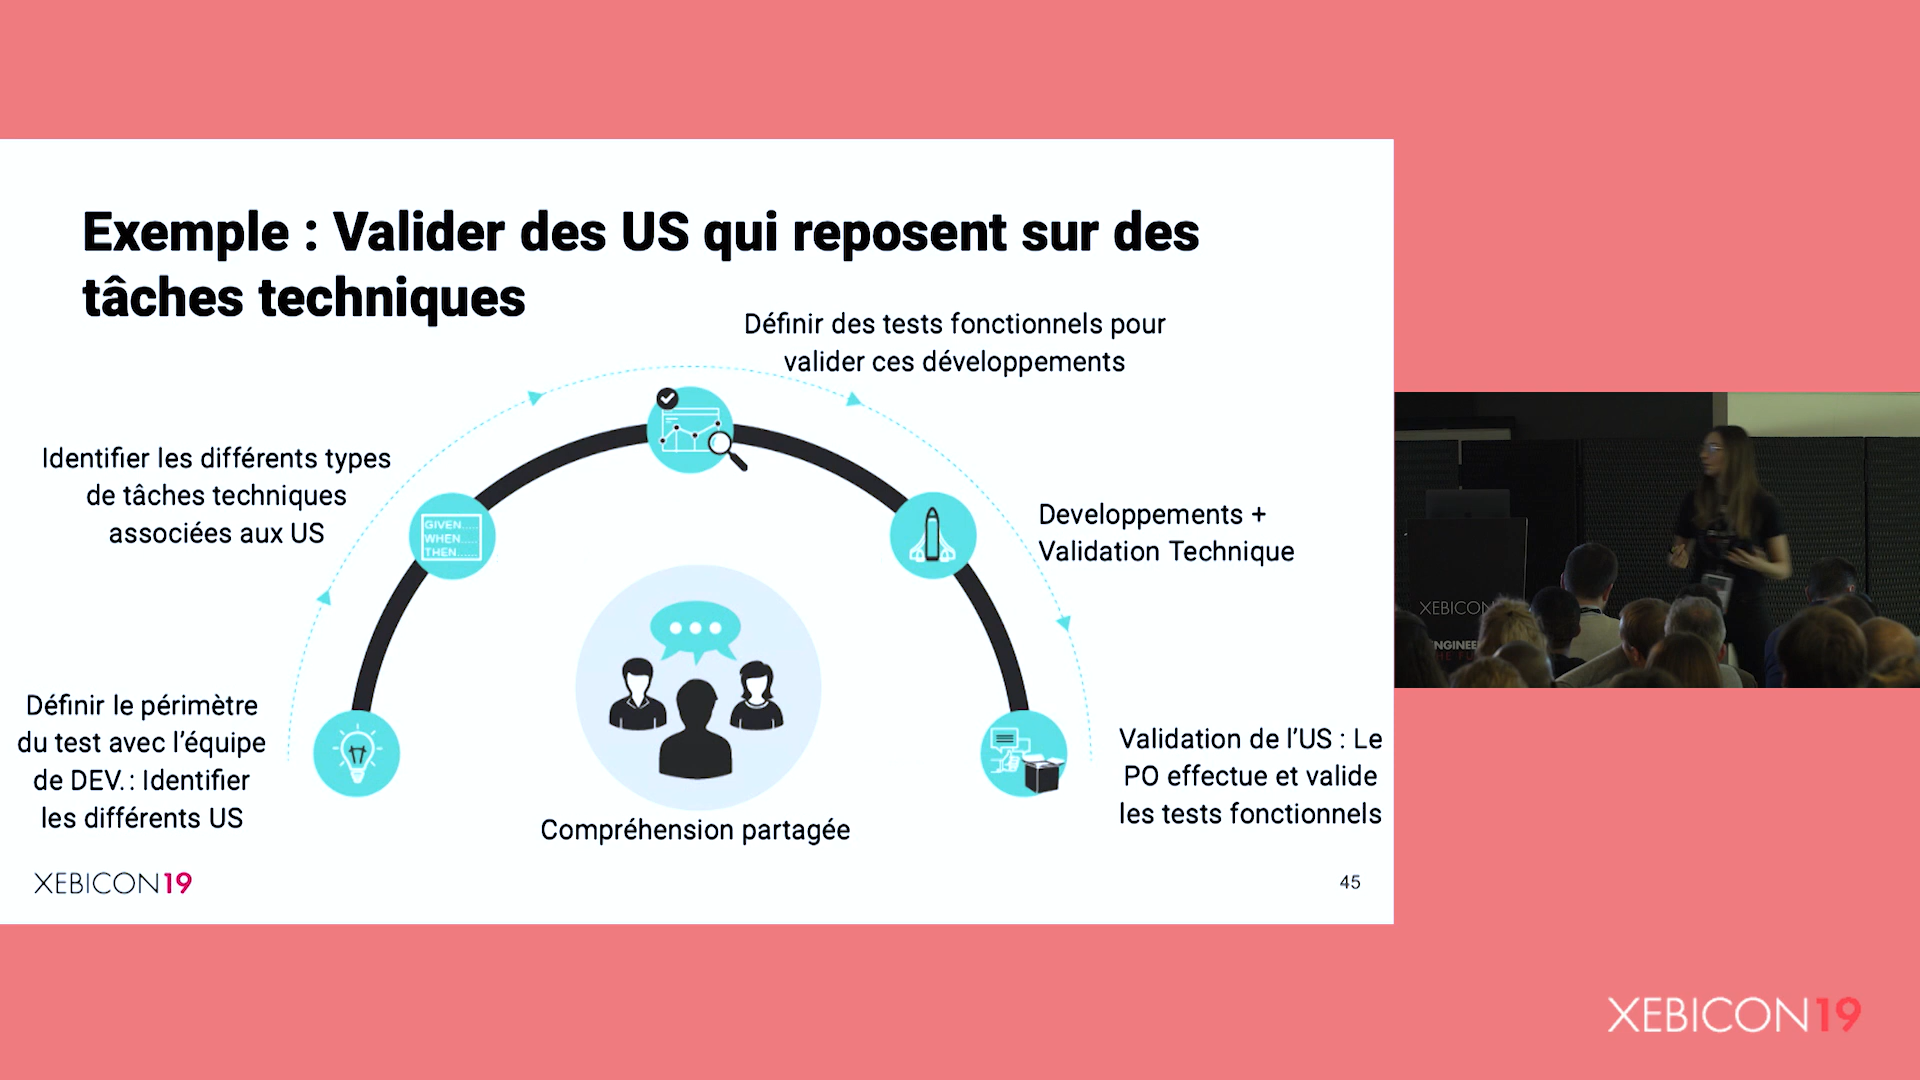 Exemple : Valider des US qui reposent sur des
tâches techniques
Définir des tests fonctionnels pour
valider ces développements
Identifier les différents types
de tâches techniques
associées aux US
GIVEN.....
WHEN.....
THEN......
Developpements +
Validation Technique
Définir le périmètre
du test avec l'équipe
de DEV. : Identifier
les différents US
Compréhension partagée
Validation de l'US : Le
PO effectue et valide
les tests fonctionnels
XEBICON19
45
XEBICON
XEBICON19